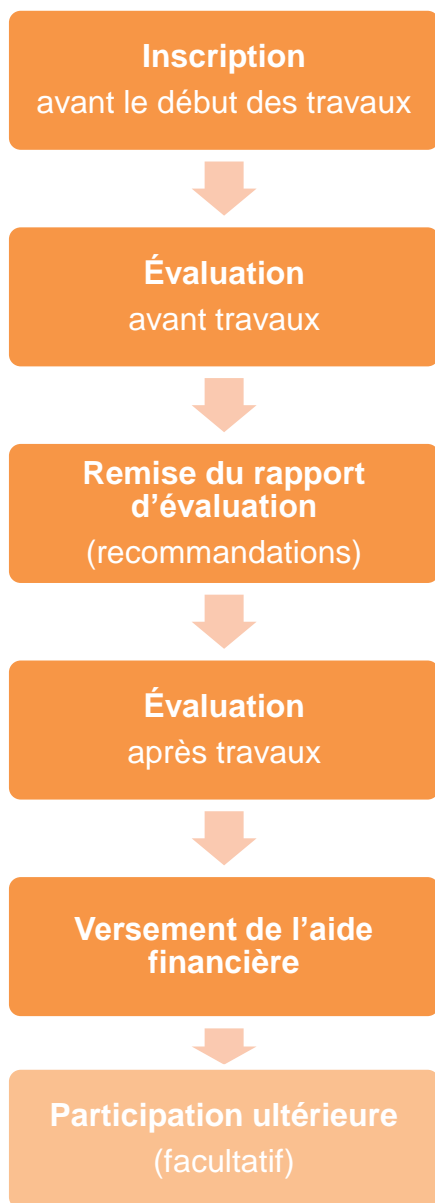 Inscription
avant le début des travaux
Évaluation
avant travaux
Remise du rapport
d’évaluation
(recommandations)
Évaluation
après travaux
Versement de l’aide
financière
Participation ultérieure
(facultatif)